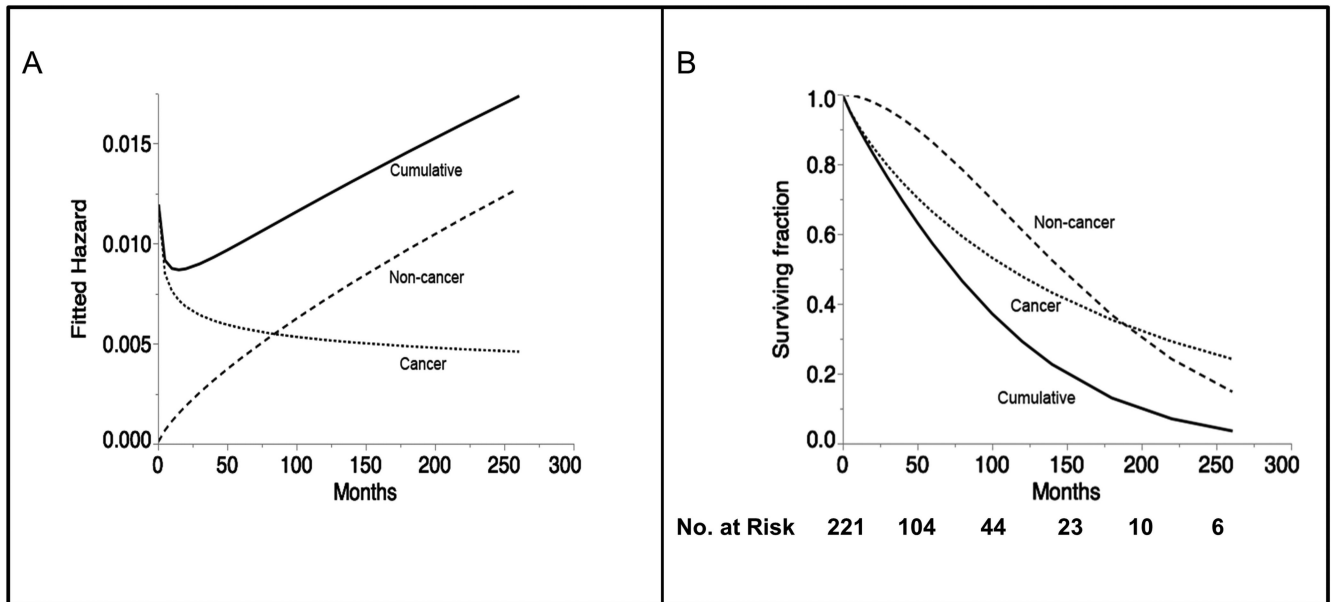 A
Fitted Hazard
0.015
0.010
0.005
0.000
Cumulative
Non-cancer
Cancer
0 50 100 150 200 250 300
Months
B
Surviving fraction
1.0
0.8
0.6
0.4
0.2
0.0
Non-cancer
Cancer
Cumulative
0 50 100 150 200 250 300
Months
No. at Risk 221 104 44 23 10 6